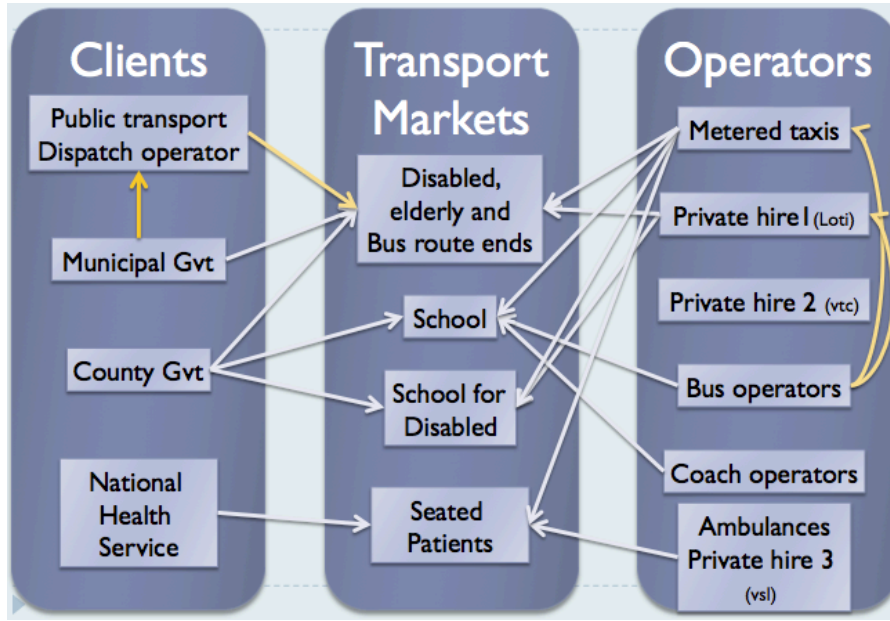 Clients
Public transport
Dispatch operator
Municipal Gvt
County Gvt
National
Health
Service
Transport
Markets
Disabled,
elderly and
Bus route ends
School
School for
Disabled
Seated
Patients
Operators
Metered taxis
Private hire1 (Loti)
Private hire 2 (vtc)
Bus operators
Coach operators
Ambulances
Private hire 3
(vsl)